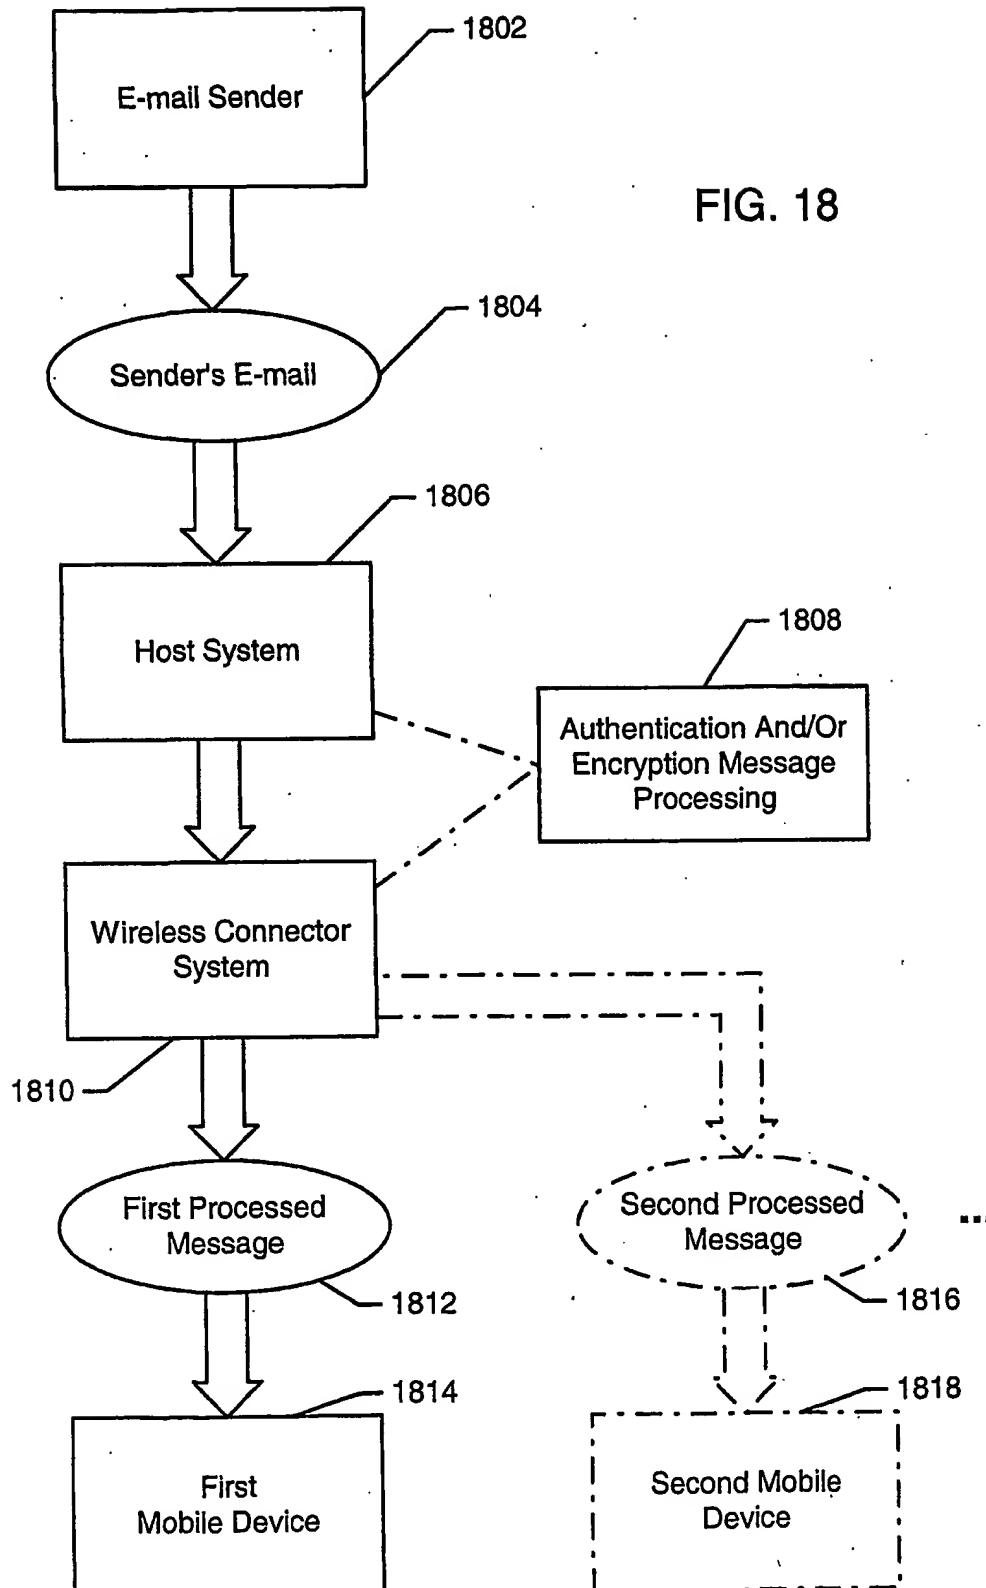 1802
E-mail Sender
FIG. 18
1804
Sender's E-mail
1806
Host System
1808
Authentication And/Or
Encryption Message
Processing
Wireless Connector
System
1810
First Processed
Message
Second Processed
Message
...
1812
1816
1814
1818
First
Mobile Device
Second Mobile
Device